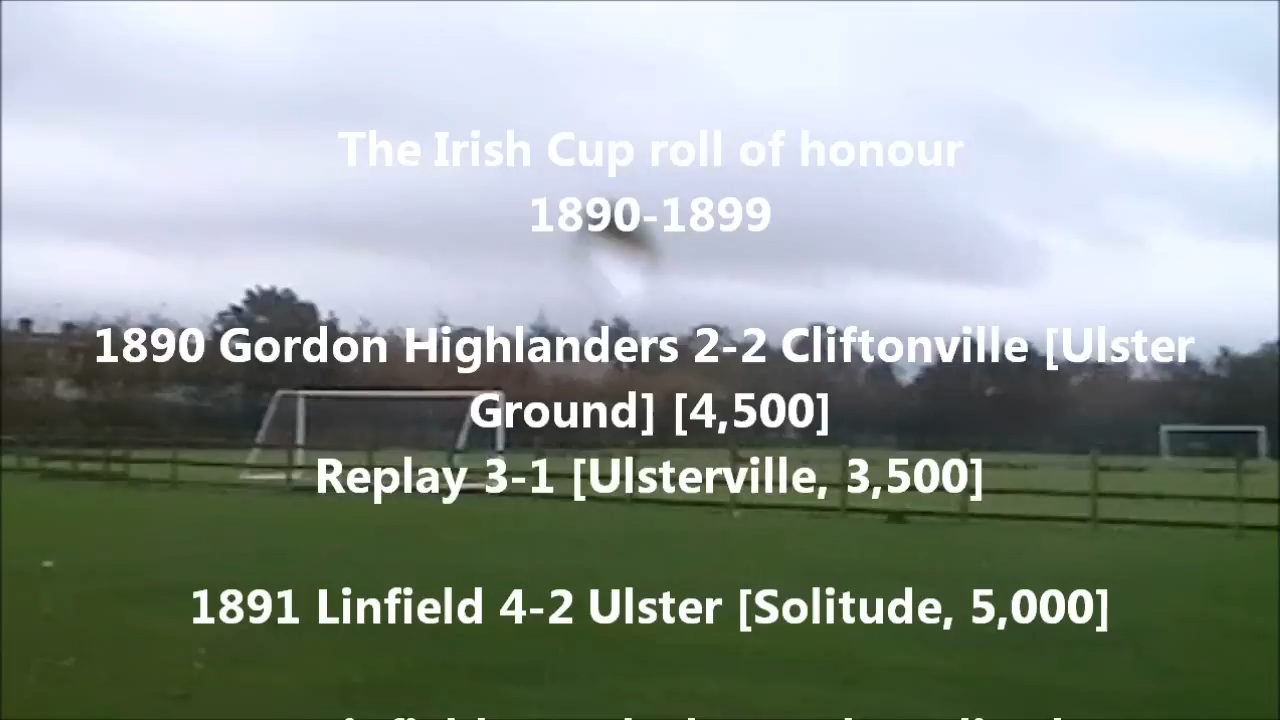 The Irish Cup roll of honour
1890-1899
1890 Gordon Highlanders 2-2 Cliftonville [Ulster
Ground] [4,500]
Replay 3-1 [Ulsterville, 3,500]
1891 Linfield 4-2 Ulster [Solitude, 5,000]